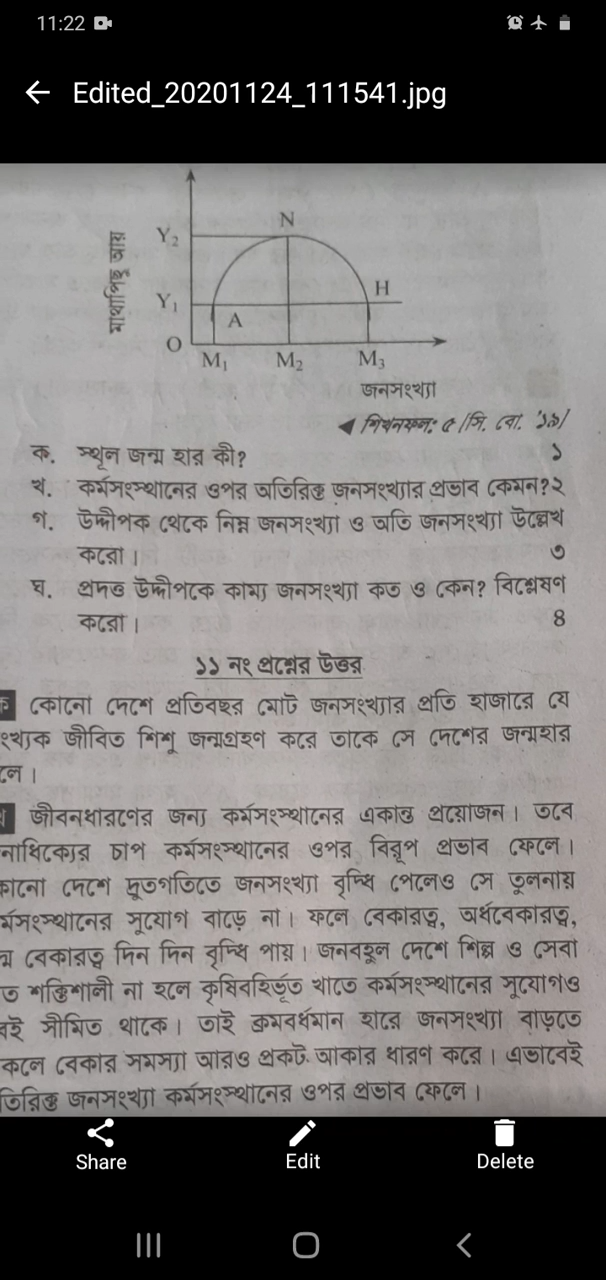 11:22
Edited_20201124_111541.jpg
মাথাপিছু আয়
Y₂
N
Y₁
A
H
O
M₁
M₂
M₃
জনসংখ্যা
◀ শিখনফল: ৫ /সি. বো. '১৯/
ক. স্থূল জন্ম হার কী? ১
খ. কর্মসংস্থানের ওপর অতিরিক্ত জনসংখ্যার প্রভাব কেমন? ২
গ. উদ্দীপক থেকে নিম্ন জনসংখ্যা ও অতি জনসংখ্যা উল্লেখ
করো। ৩
ঘ. প্রদত্ত উদ্দীপকে কাম্য জনসংখ্যা কত ও কেন? বিশ্লেষণ
করো। 8
১১ নং প্রশ্নের উত্তর
ক কোনো দেশে প্রতিবছর মোট জনসংখ্যার প্রতি হাজারে যে
সংখ্যক জীবিত শিশু জন্মগ্রহণ করে তাকে সে দেশের জন্মহার
লে।
জীবনধারণের জন্য কর্মসংস্থানের একান্ত প্রয়োজন। তবে
নাধিক্যের চাপ কর্মসংস্থানের ওপর বিরূপ প্রভাব ফেলে।
কোনো দেশে দ্রুতগতিতে জনসংখ্যা বৃদ্ধি পেলেও সে তুলনায়
র্মসংস্থানের সুযোগ বাড়ে না। ফলে বেকারত্ব, অর্ধবেকারত্ব,
বেকারত্ব দিন দিন বৃদ্ধি পায়। জনবহুল দেশে শিল্প ও সেবা
ত শক্তিশালী না হলে কৃষিবহির্ভূত খাতে কর্মসংস্থানের সুযোগও
বই সীমিত থাকে। তাই ক্রমবর্ধমান হারে জনসংখ্যা বাড়তে
কলে বেকার সমস্যা আরও প্রকট আকার ধারণ করে। এভাবেই
তিরিক্ত জনসংখ্যা কর্মসংস্থানের ওপর প্রভাব ফেলে।
Share
Edit
Delete